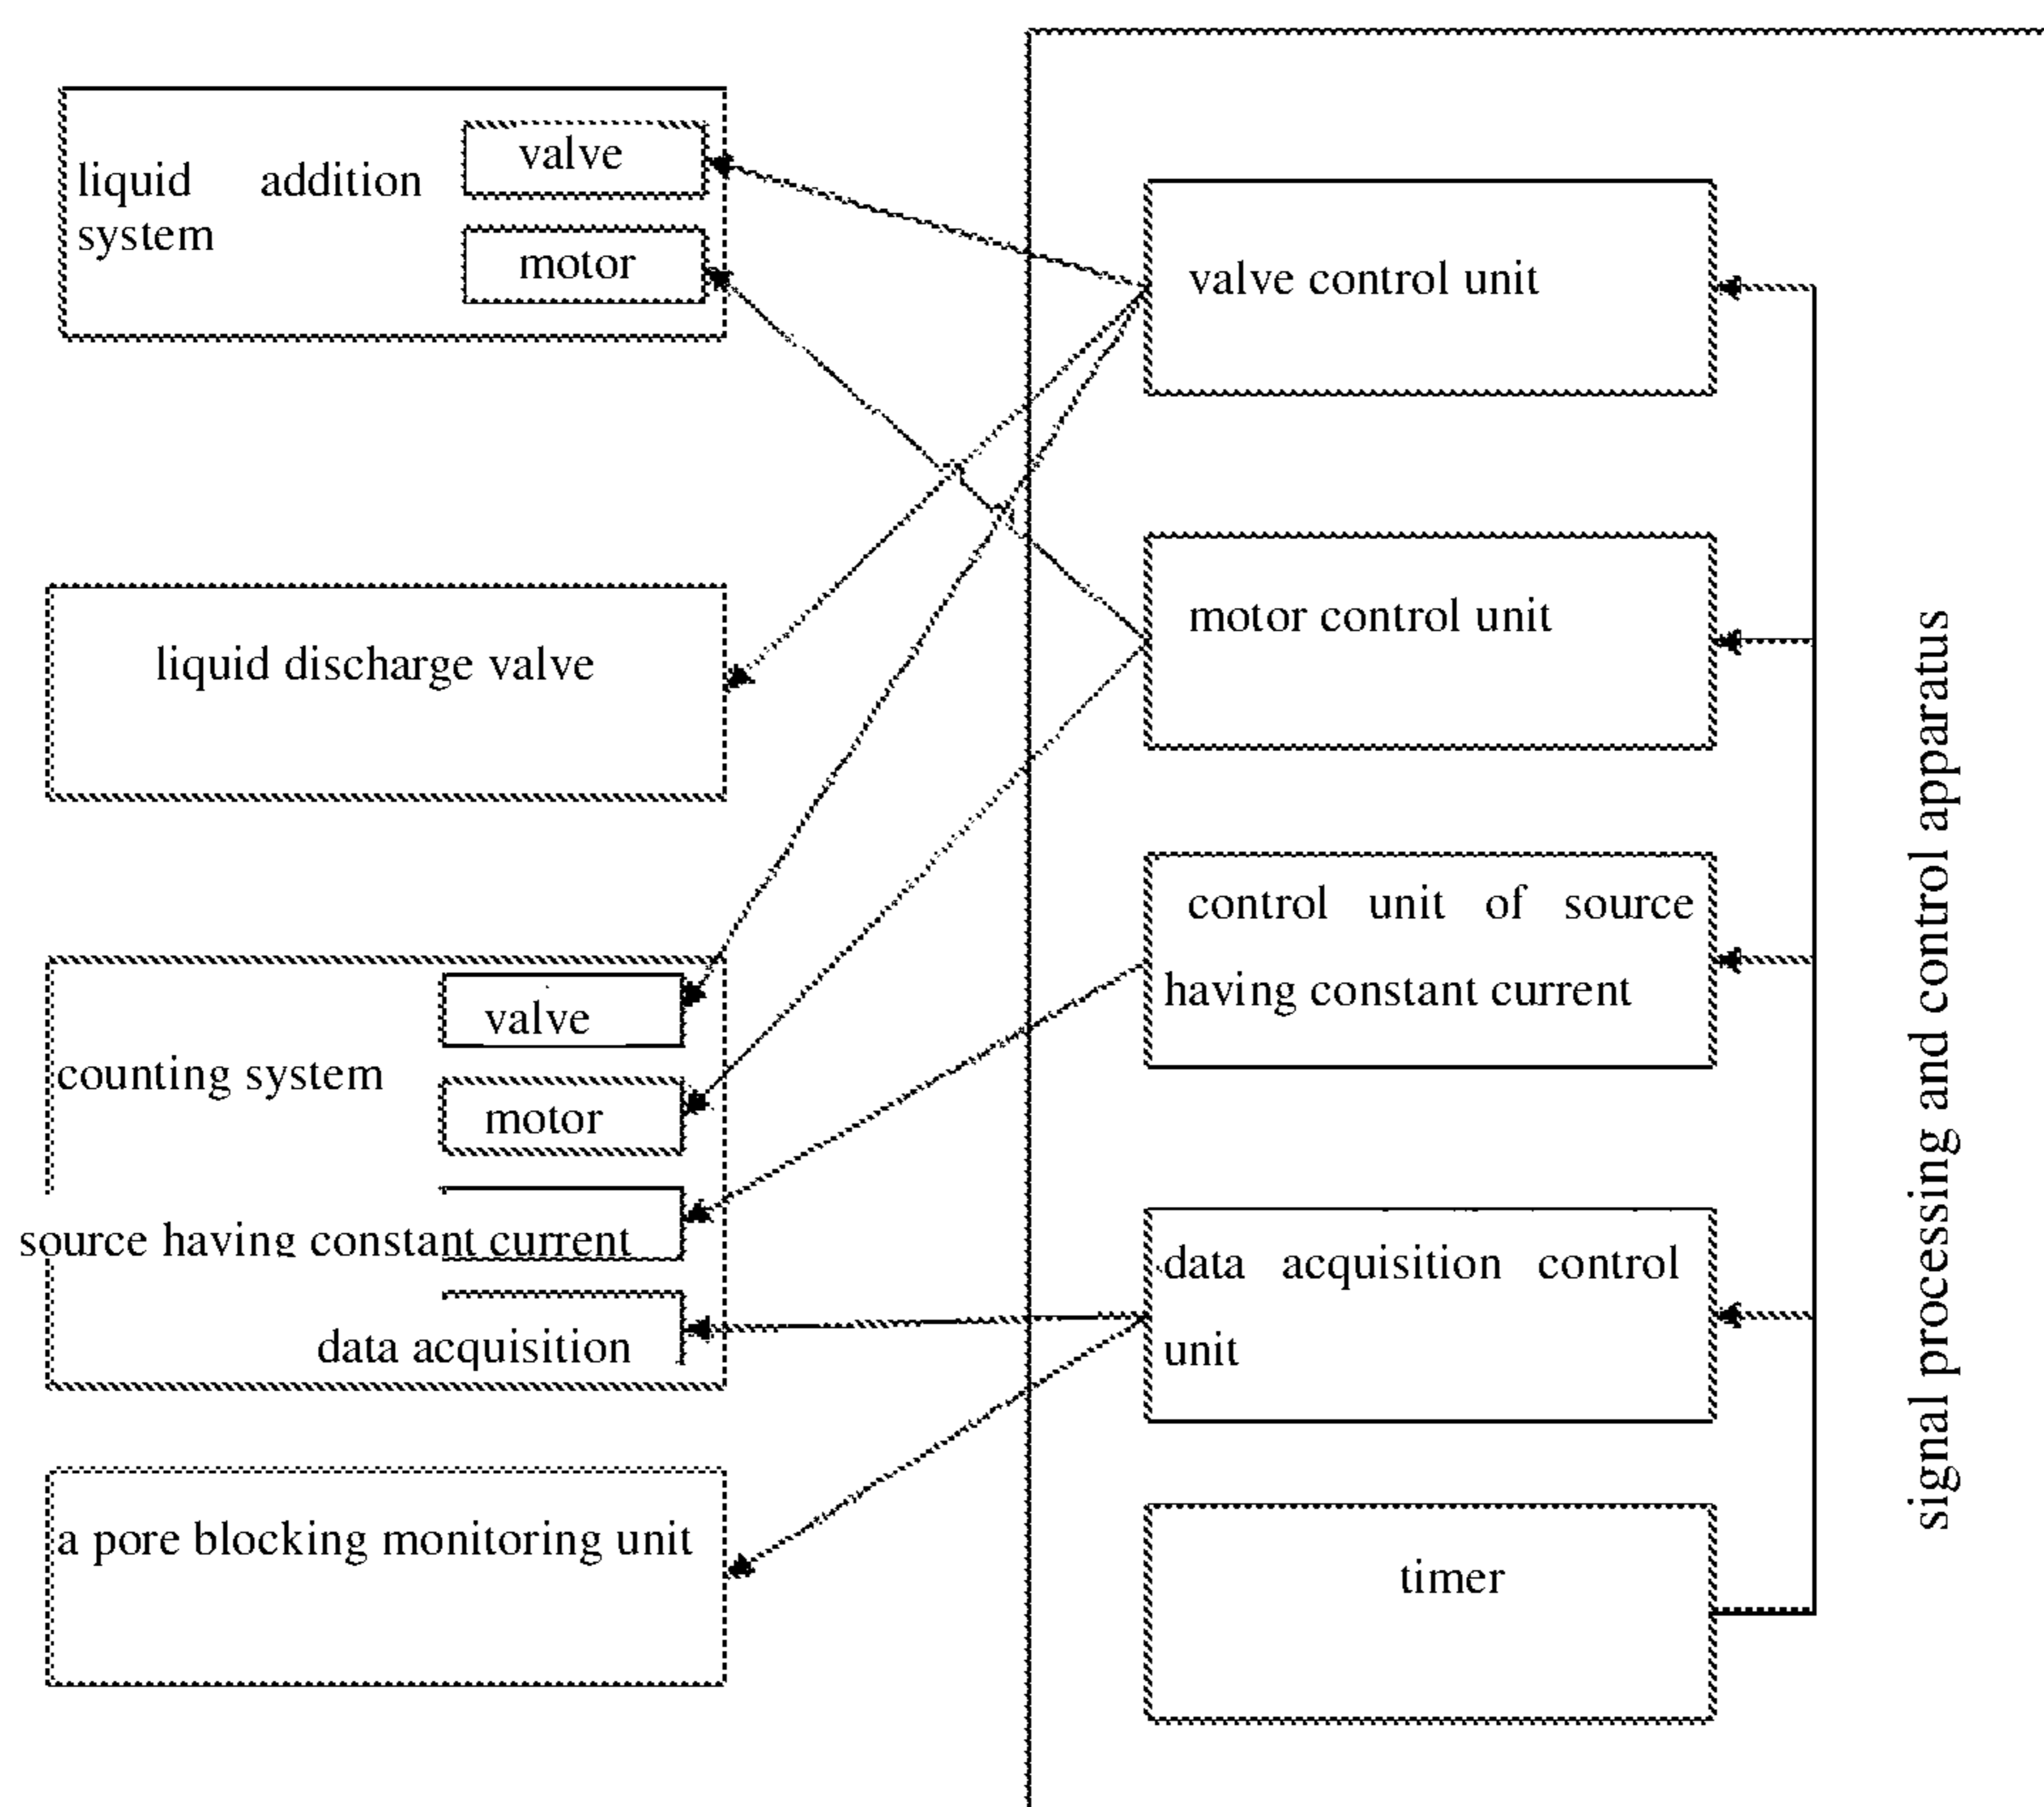 liquid addition
system
valve
motor
liquid discharge valve
counting system
valve
motor
source having constant current
data acquisition
a pore blocking monitoring unit
valve control unit
motor control unit
control unit of source
having constant current
data acquisition control
unit
timer
signal processing and control apparatus